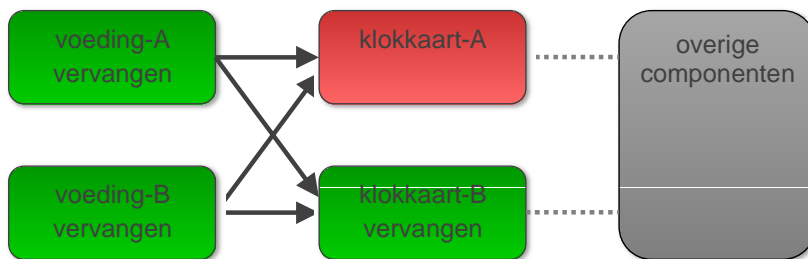 voeding-A
vervangen
klokkaart-A
overige
componenten
voeding-B
vervangen
klokkaart-B
vervangen